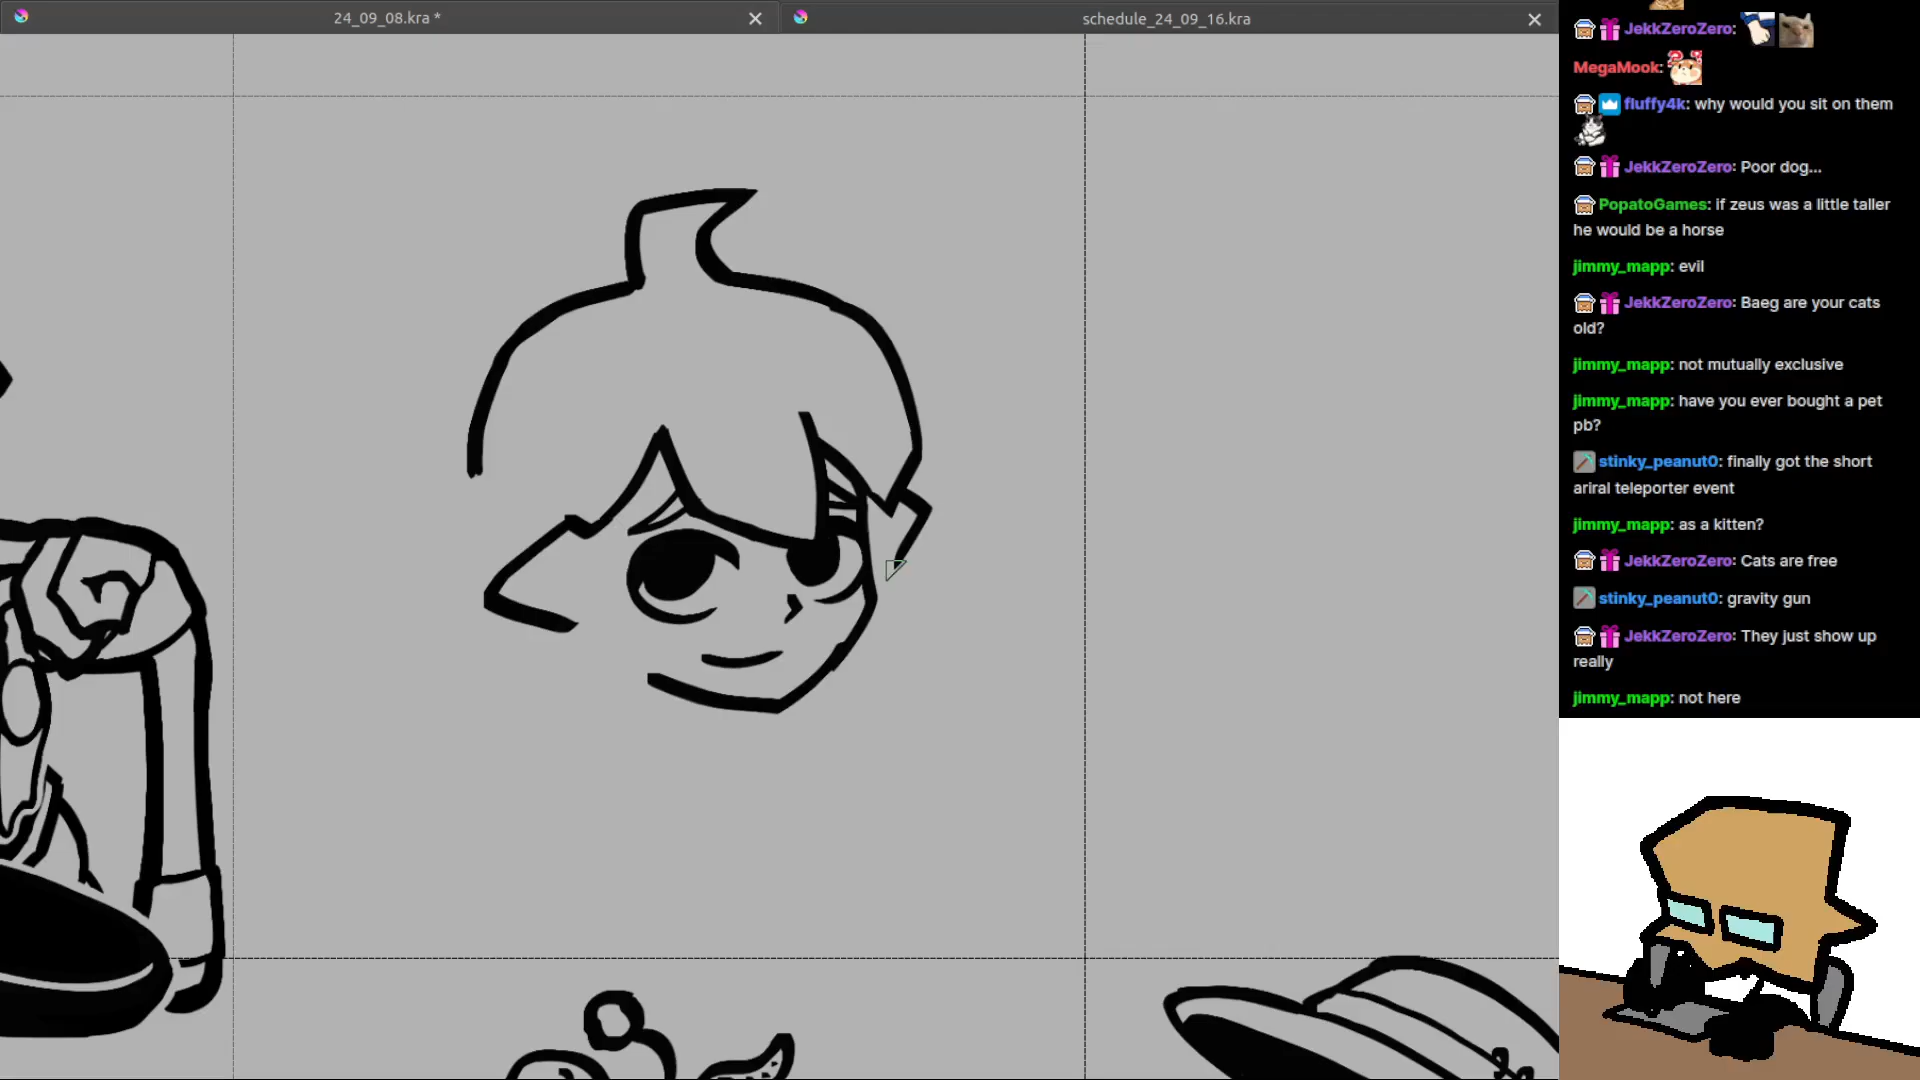 24_09_08.kra *
schedule_24_09_16.kra
JekkZeroZero:
MegaMook:
fluffy4k: why would you sit on them
JekkZeroZero: Poor dog...
PopatoGames: if zeus was a little taller
he would be a horse
jimmy_mapp: evil
JekkZeroZero: Baeg are your cats
old?
jimmy_mapp: not mutually exclusive
jimmy_mapp: have you ever bought a pet
pb?
stinky_peanut0: finally got the short
ariral teleporter event
jimmy_mapp: as a kitten?
JekkZeroZero: Cats are free
stinky_peanut0: gravity gun
JekkZeroZero: They just show up
really
jimmy_mapp: not here